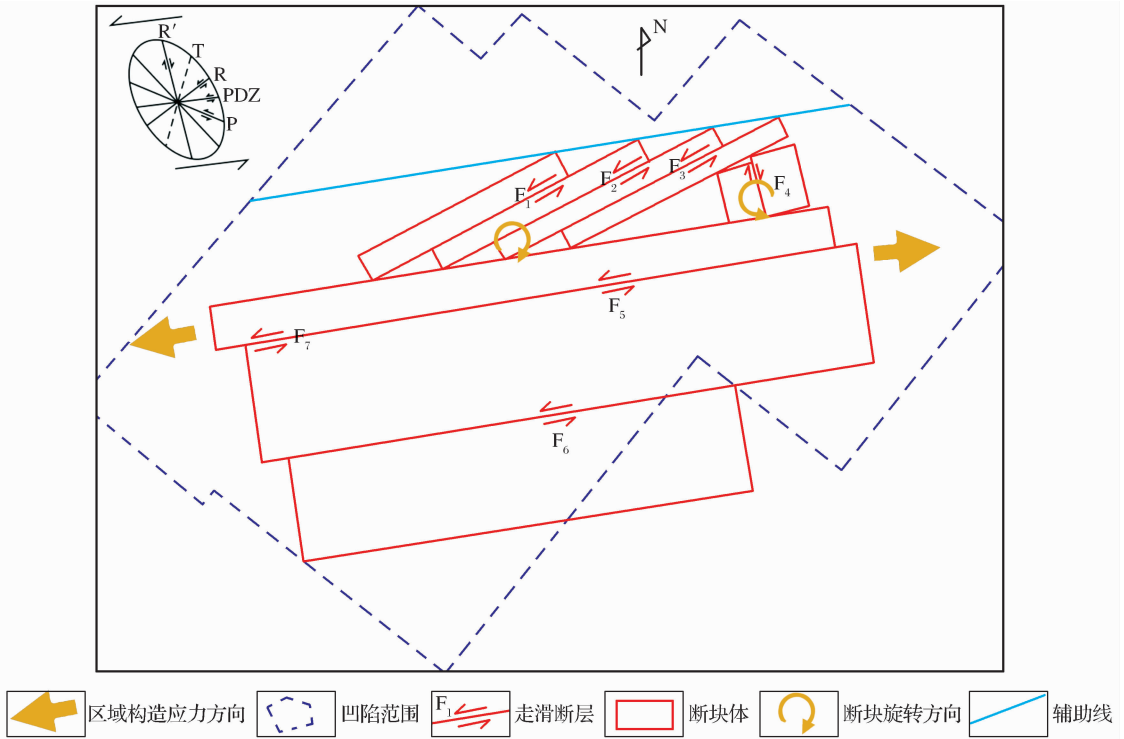 R′
T
R
PDZ
P
N
F₁
F₂
F₃
F₄
F₅
F₇
F₆
区域构造应力方向
凹陷范围
F₁
走滑断层
断块体
断块旋转方向
辅助线